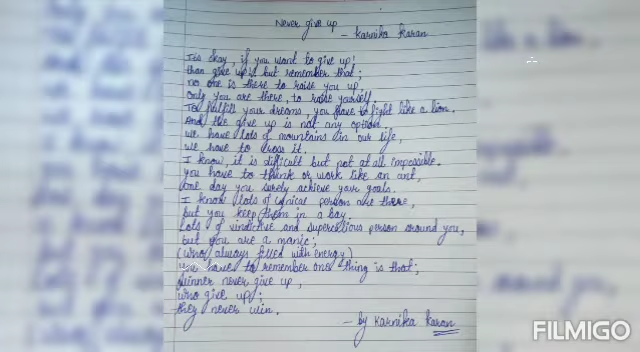 Never give up
- Karnika Karan
It's Okay, if you want to give up;
than give up; but remember that;
no one is there to raise you up,
Only you are there, to raise yourself.
To fulfill your dreams, you have to fight like a lion.
And the give up is not any option.
we have lots of mountains in our life,
we have to cross it.
I know, it is difficult but not at all impossible.
you have to think or work like an ant,
One day you surely achieve your goals.
I know lots of cynical person are there,
but you keep them in a bay.
Lots of vindictive and supercilious person around you,
but you are a manic;
(who always filled with energy)
we have to remember one thing is that;
winner never give up,
who give up;
they never win.
- by Karnika Karan
FILMIGO